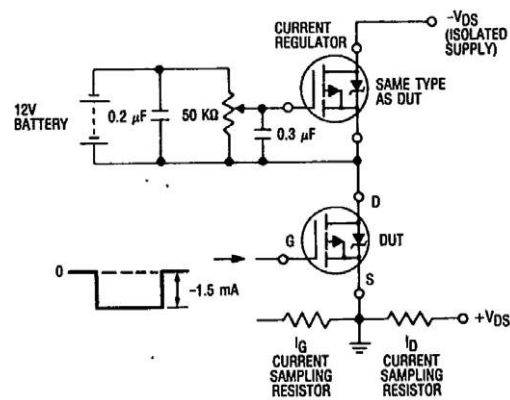 −VDS
(ISOLATED
SUPPLY)
CURRENT
REGULATOR
SAME TYPE
AS DUT
12V
BATTERY
0.2 µF
50 KΩ
0.3 µF
D
G
DUT
S
0
−1.5 mA
+VDS
IG
CURRENT
SAMPLING
RESISTOR
ID
CURRENT
SAMPLING
RESISTOR